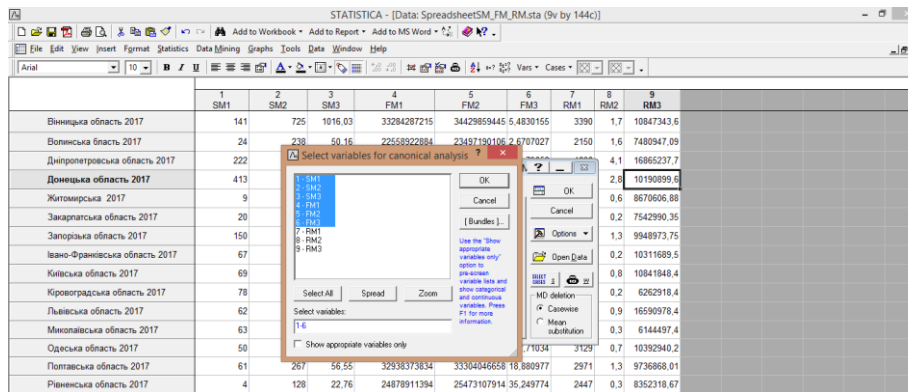 STATISTICA - [Data: SpreadsheetSM_FM_RM.sta (9v by 144c)]
Add to Workbook Add to Report Add to MS Word
File Edit View Insert Format Statistics Data Mining Graphs Tools Data Window Help
Arial 10 B I U Vars Cases
1 2 3 4 5 6 7 8 9
SM1 SM2 SM3 FM1 FM2 FM3 RM1 RM2 RM3
Вінницька область 2017 141 725 1016,03 33284287215 34429859445 5,4830155 3390 1,7 10847343,6
Волинська бласть 2017 24 238 50,16 22558922884 23497190106 2,6707027 2150 1,6 7480947,09
Дніпропетровська область 2017 222 4,1 16865237,7
Донецька область 2017 413 2,8 10190899,6
Житомирська 2017 9 0,6 8670606,88
Закарпатська область 2017 20 0,2 7542990,35
Запорізька область 2017 150 1,3 9948973,75
Івано-Франківська область 2017 67 0,2 10311689,5
Київська область 2017 69 0,8 10841848,4
Кіровоградська область 2017 78 0,2 6262918,4
Львівська область 2017 62 0,9 16590978,4
Миколаївська область 2017 63 0,3 6144497,4
Одеська область 2017 50 ,71034 3129 0,7 10392940,2
Полтавська область 2017 61 267 56,55 32938373834 33304046658 18,880977 2971 1,3 9736868,01
Рівненська область 2017 4 128 22,76 24878911394 25473107914 35,249774 2447 0,3 8352318,67
Select variables for canonical analysis ? ×
1 - SM1
2 - SM2
3 - SM3
4 - FM1
5 - FM2
6 - FM3
7 - RM1
8 - RM2
9 - RM3
OK
Cancel
[ Bundles ]...
Use the "Show
appropriate
variables only"
option to
pre-screen
variable lists and
show categorical
and continuous
variables. Press
F1 for more
information.
Select All Spread Zoom
Select variables:
1-6
Show appropriate variables only
?
OK
Cancel
Options
Open Data
SELECT CASES S W
MD deletion
Casewise
Mean
substitution